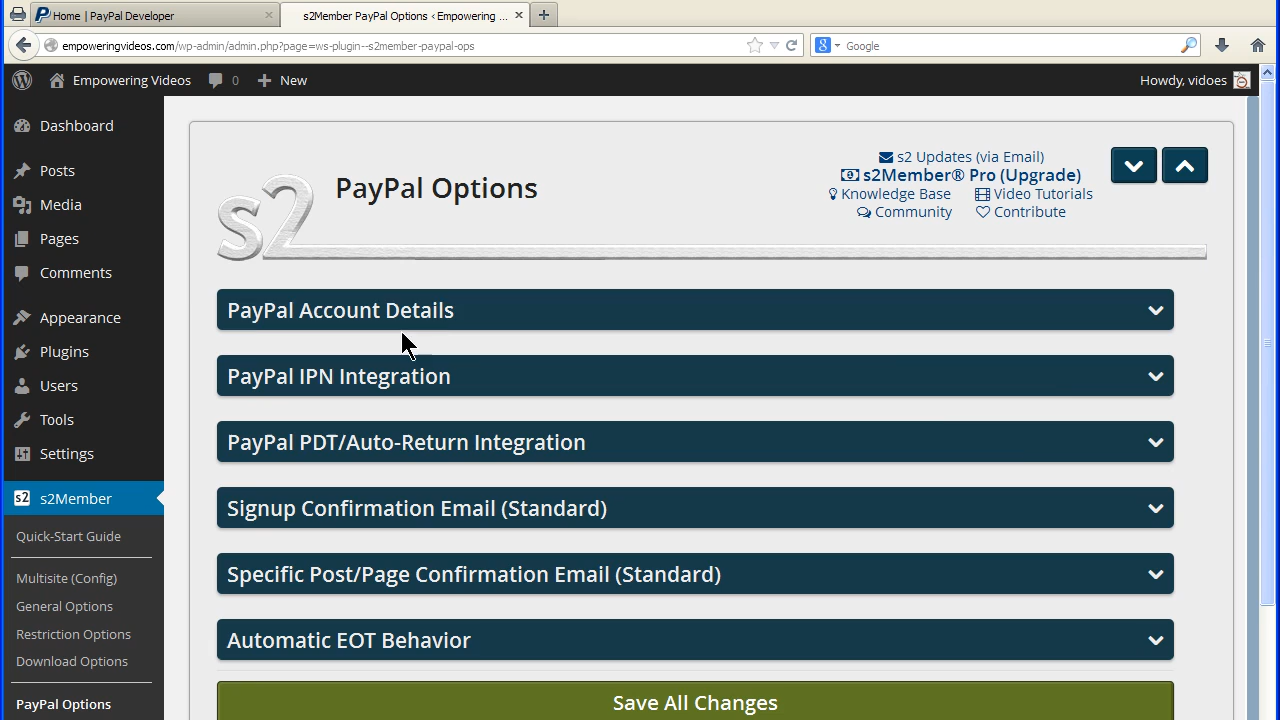 Home | PayPal Developer
s2Member PayPal Options ‹ Empowering ...
empoweringvideos.com/wp-admin/admin.php?page=ws-plugin--s2member-paypal-ops
Google
Empowering Videos
0
New
Howdy, vidoes
Dashboard
Posts
Media
Pages
Comments
Appearance
Plugins
Users
Tools
Settings
s2Member
Quick-Start Guide
Multisite (Config)
General Options
Restriction Options
Download Options
PayPal Options
s2
PayPal Options
s2 Updates (via Email)
s2Member® Pro (Upgrade)
Knowledge Base Video Tutorials
Community Contribute
PayPal Account Details
PayPal IPN Integration
PayPal PDT/Auto-Return Integration
Signup Confirmation Email (Standard)
Specific Post/Page Confirmation Email (Standard)
Automatic EOT Behavior
Save All Changes